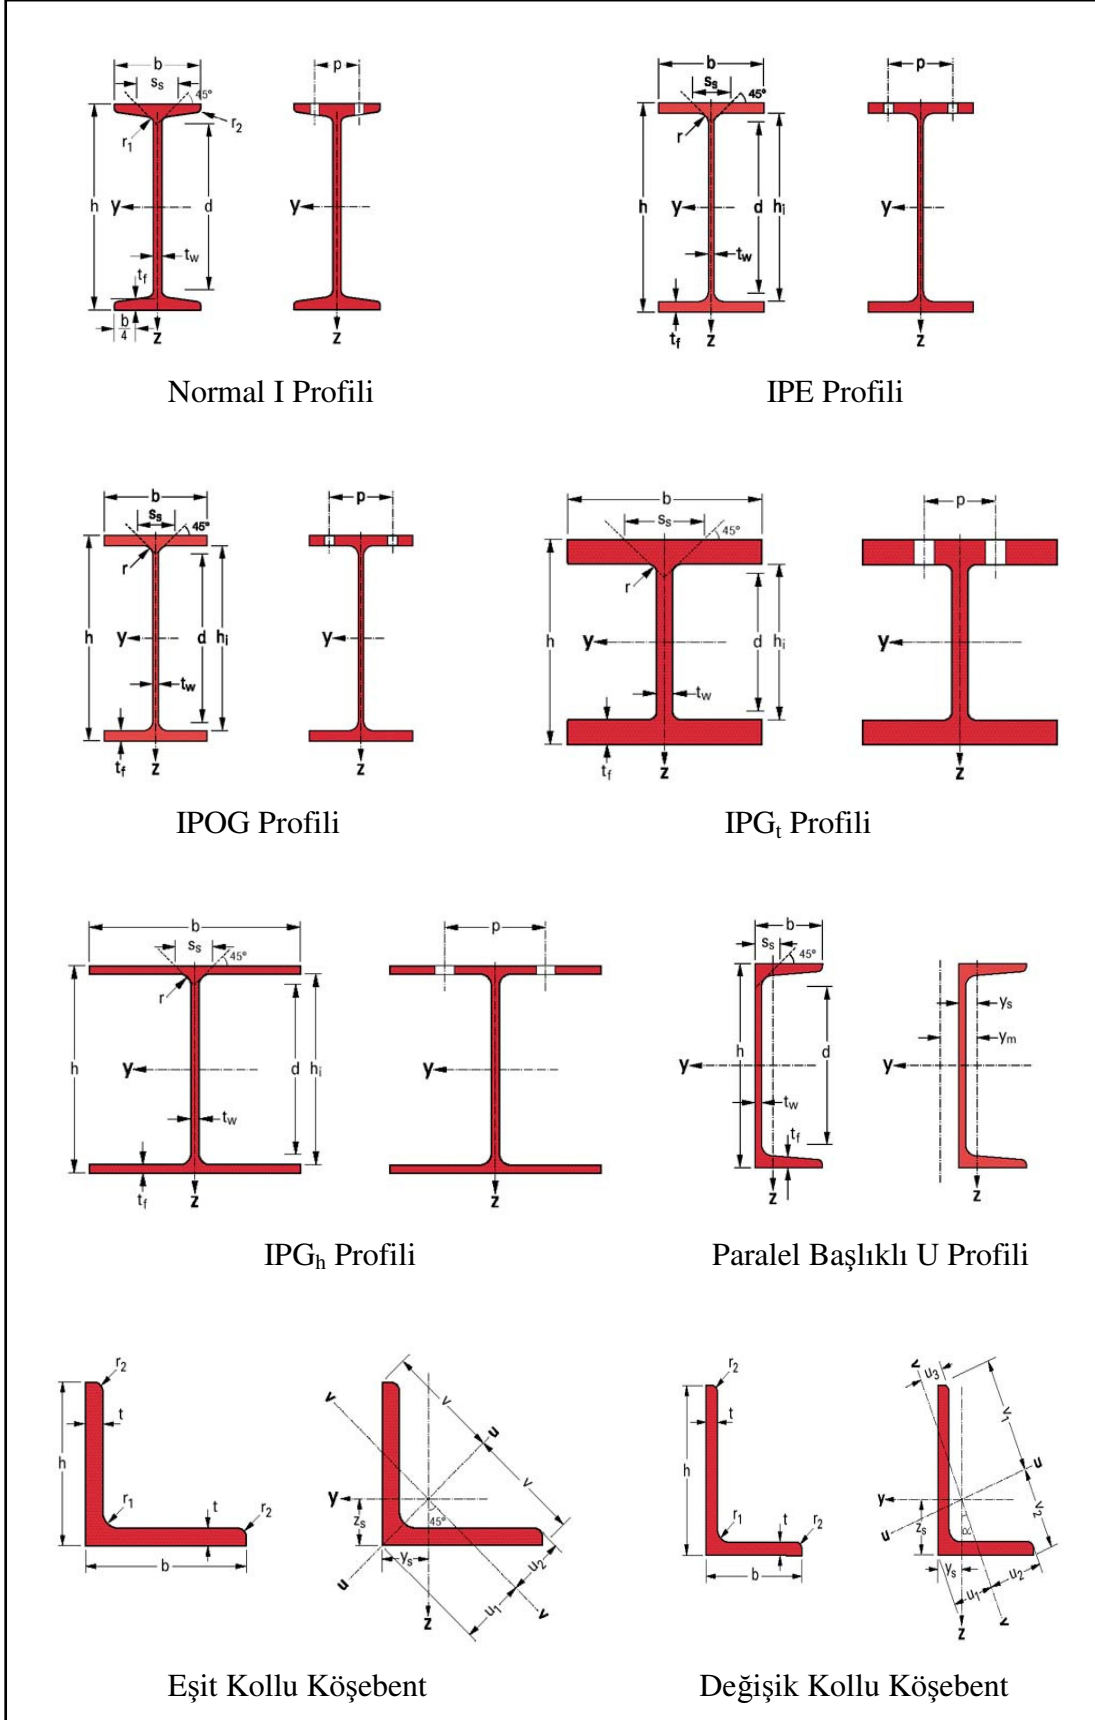 b
s_s
45°
p
r_1
r_2
h
y
d
y
t_w
t_f
b/4
z
z
Normal I Profili
b
s_s
45°
p
r
h
y
d
h_i
y
t_w
t_f
z
z
IPE Profili
b
s_s
45°
p
r
h
y
d
h_i
y
t_w
t_f
z
z
IPOG Profili
b
s_s
45°
p
r
h
y
d
h_i
y
t_w
t_f
z
z
IPG_t Profili
b
s_s
45°
p
r
h
y
d
h_i
y
t_w
t_f
z
z
IPG_h Profili
b
s_s
45°
h
y
d
y
y_s
y_m
t_w
t_f
z
z
Paralel Başlıklı U Profili
r_2
t
h
r_1
t
r_2
b
v
v
u
v
y
z_s
45°
y_s
u_2
u
u_1
v
z
Eşit Kollu Köşebent
r_2
t
h
r_1
t
r_2
b
v
u_3
v_1
u
y
z_s
u
α
v_2
y_s
u_1
u_2
v
z
Değişik Kollu Köşebent